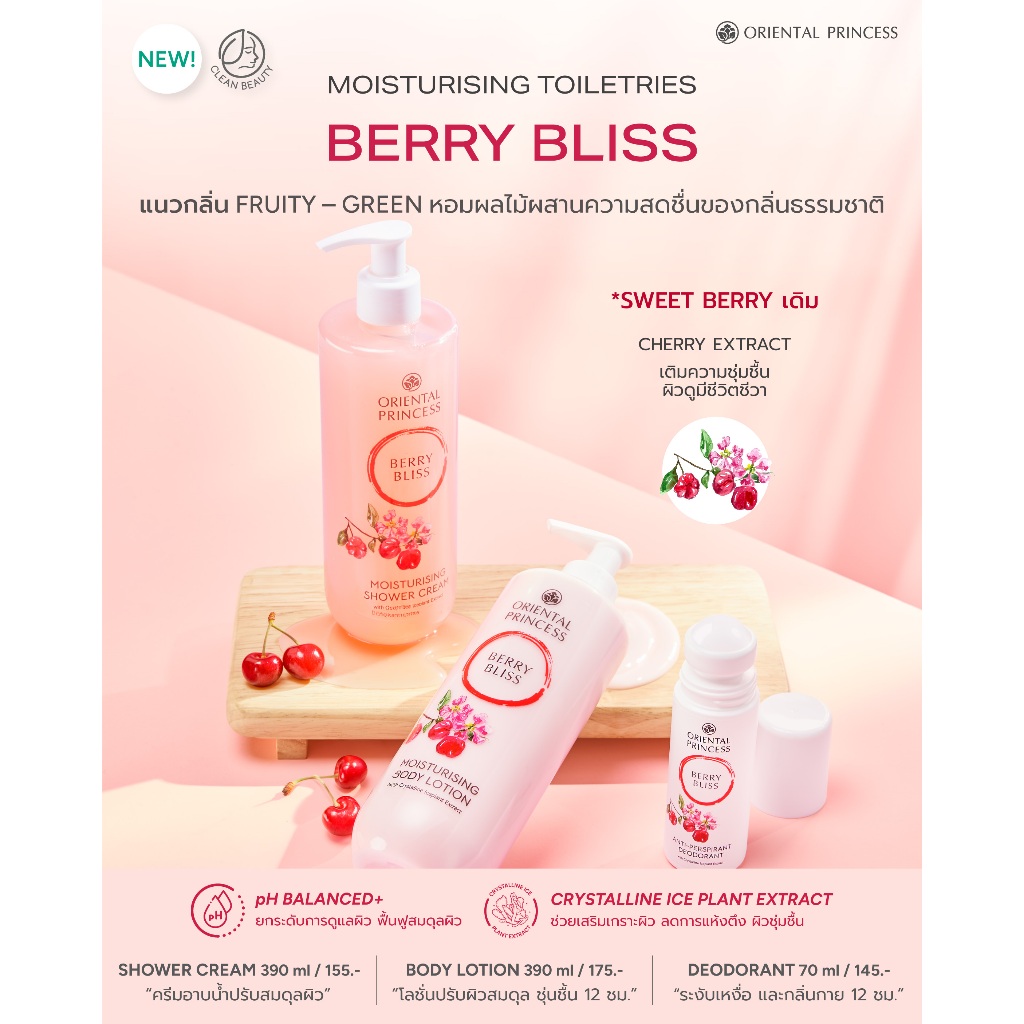 NEW!
CLEAN BEAUTY
ORIENTAL PRINCESS
MOISTURISING TOILETRIES
BERRY BLISS
แนวกลิ่น FRUITY – GREEN หอมผลไม้ผสานความสดชื่นของกลิ่นธรรมชาติ
*SWEET BERRY เดิม
CHERRY EXTRACT
เติมความชุ่มชื้น
ผิวดูมีชีวิตชีวา
ORIENTAL
PRINCESS
BERRY
BLISS
MOISTURISING
SHOWER CREAM
ORIENTAL
PRINCESS
BERRY
BLISS
MOISTURISING
BODY LOTION
with Crystalline Iceplant Extract
ORIENTAL
PRINCESS
BERRY
BLISS
ANTI-PERSPIRANT
DEODORANT
pH
pH BALANCED+
ยกระดับการดูแลผิว ฟื้นฟูสมดุลผิว
CRYSTALLINE ICE
PLANT EXTRACT
CRYSTALLINE ICE PLANT EXTRACT
ช่วยเสริมเกราะผิว ลดการแห้งตึง ผิวชุ่มชื้น
SHOWER CREAM 390 ml / 155.-
“ครีมอาบน้ำปรับสมดุลผิว”
BODY LOTION 390 ml / 175.-
“โลชั่นปรับผิวสมดุล ชุ่มชื้น 12 ชม.”
DEODORANT 70 ml / 145.-
“ระงับเหงื่อ และกลิ่นกาย 12 ชม.”